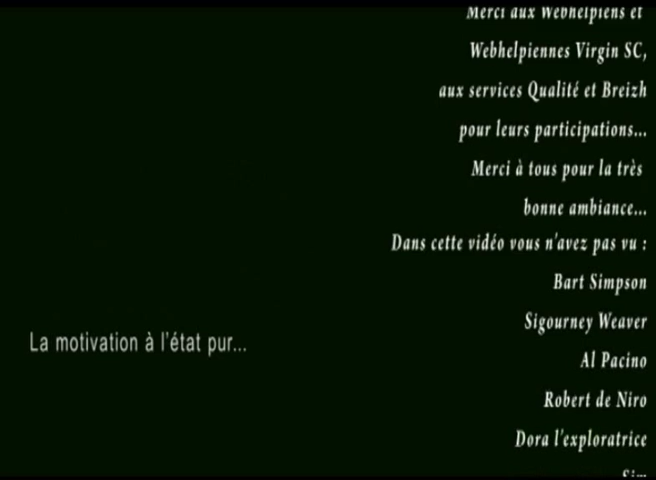 Merci aux Webhelpiens et
Webhelpiennes Virgin SC,
aux services Qualité et Breizh
pour leurs participations...
Merci à tous pour la très
bonne ambiance...
Dans cette vidéo vous n'avez pas vu :
Bart Simpson
Sigourney Weaver
La motivation à l'état pur...
Al Pacino
Robert de Niro
Dora l'exploratrice